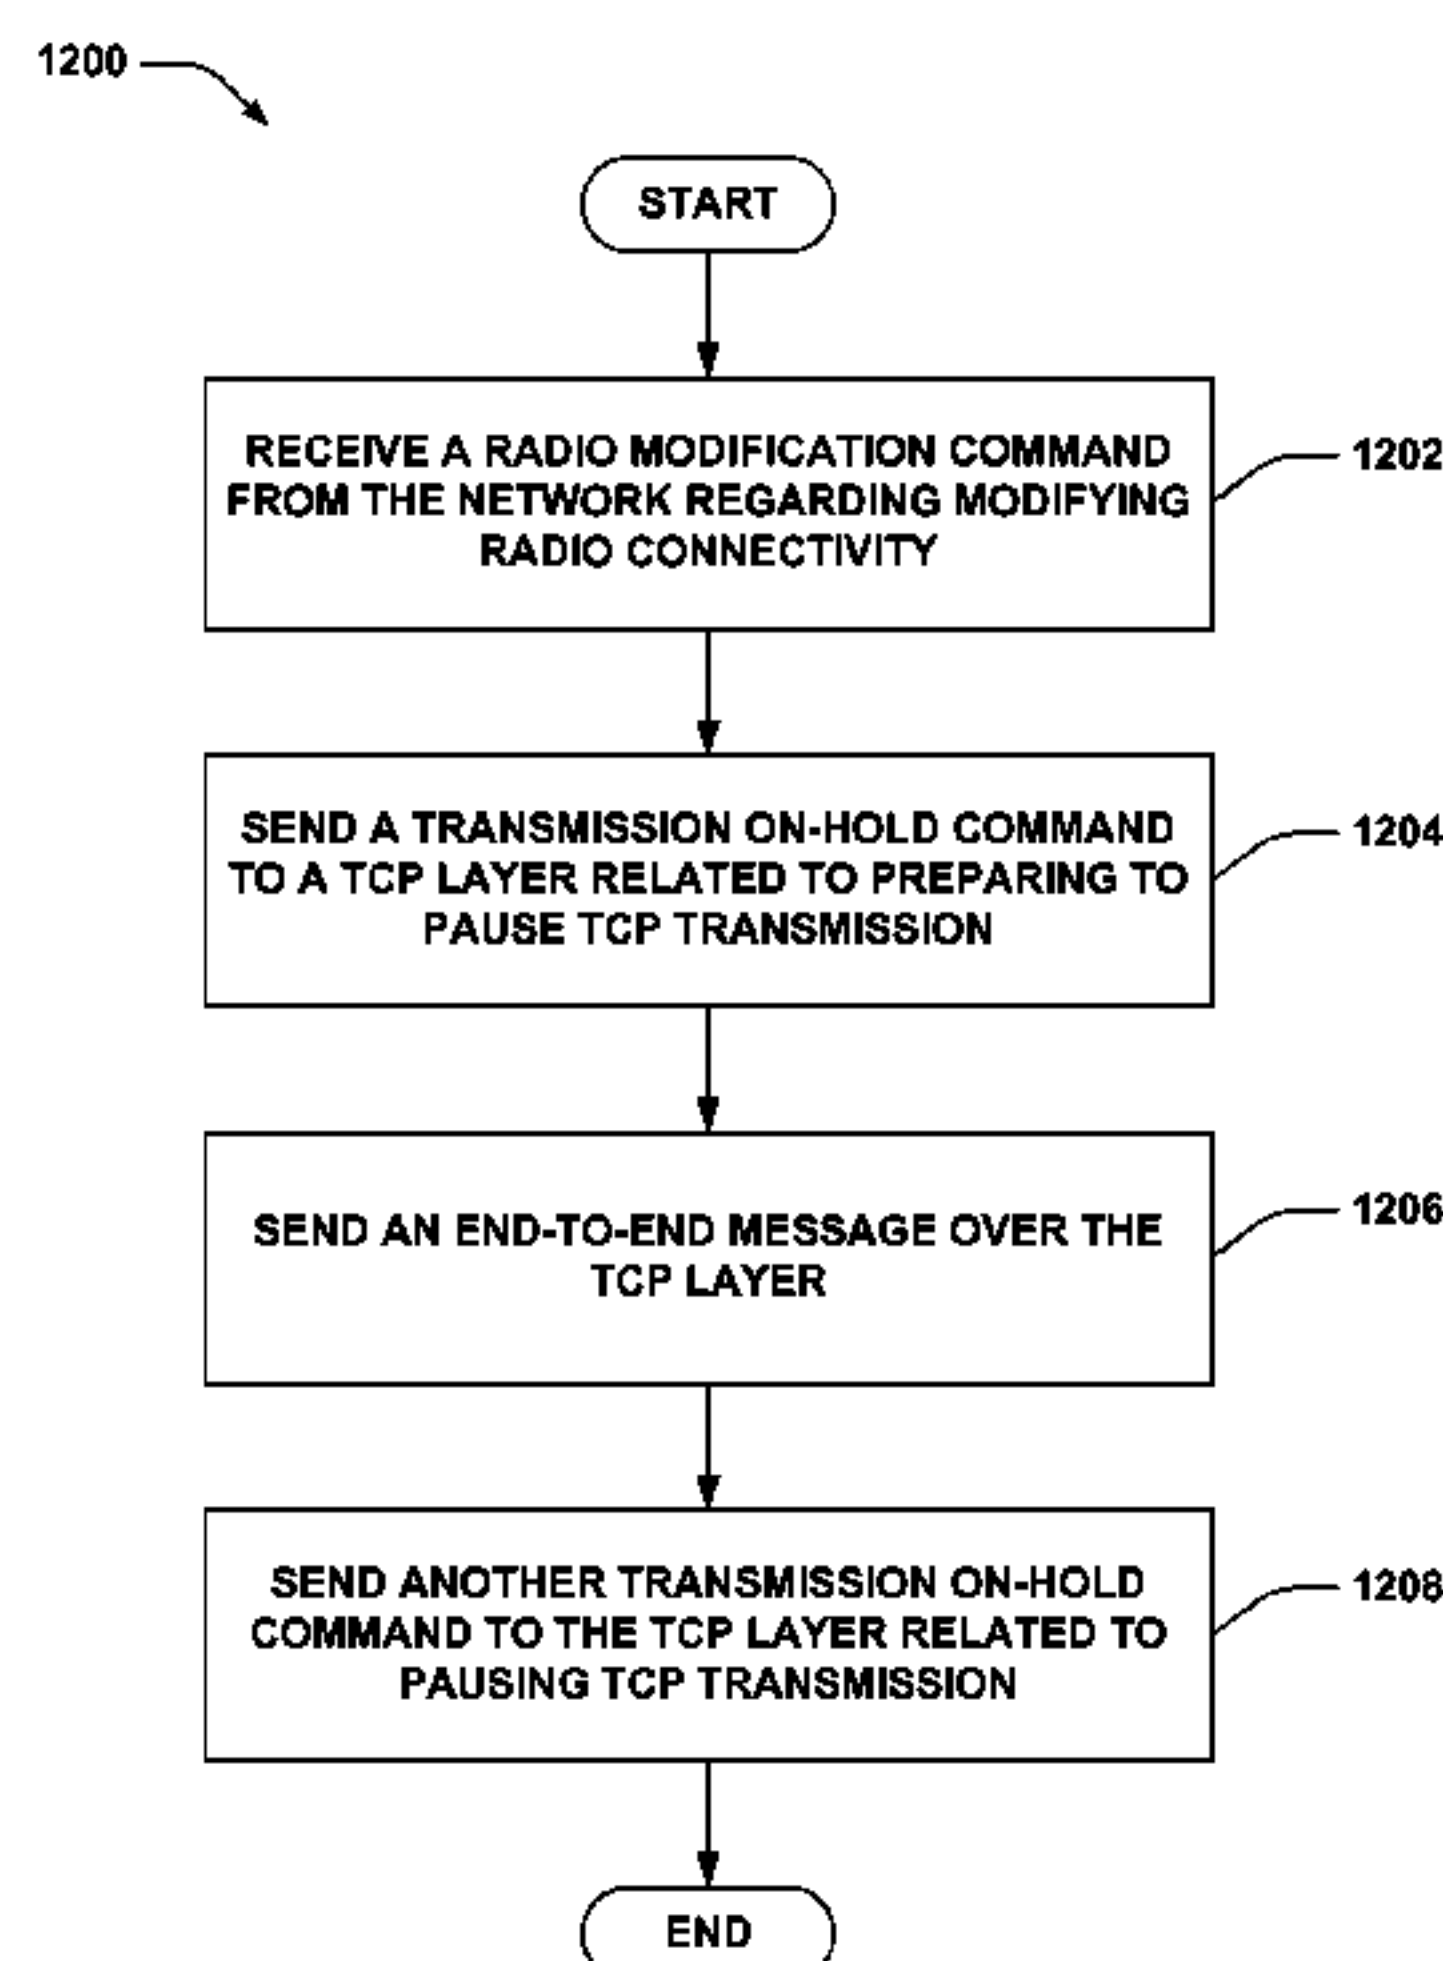 1200
START
RECEIVE A RADIO MODIFICATION COMMAND
FROM THE NETWORK REGARDING MODIFYING
RADIO CONNECTIVITY
1202
SEND A TRANSMISSION ON-HOLD COMMAND
TO A TCP LAYER RELATED TO PREPARING TO
PAUSE TCP TRANSMISSION
1204
SEND AN END-TO-END MESSAGE OVER THE
TCP LAYER
1206
SEND ANOTHER TRANSMISSION ON-HOLD
COMMAND TO THE TCP LAYER RELATED TO
PAUSING TCP TRANSMISSION
1208
END